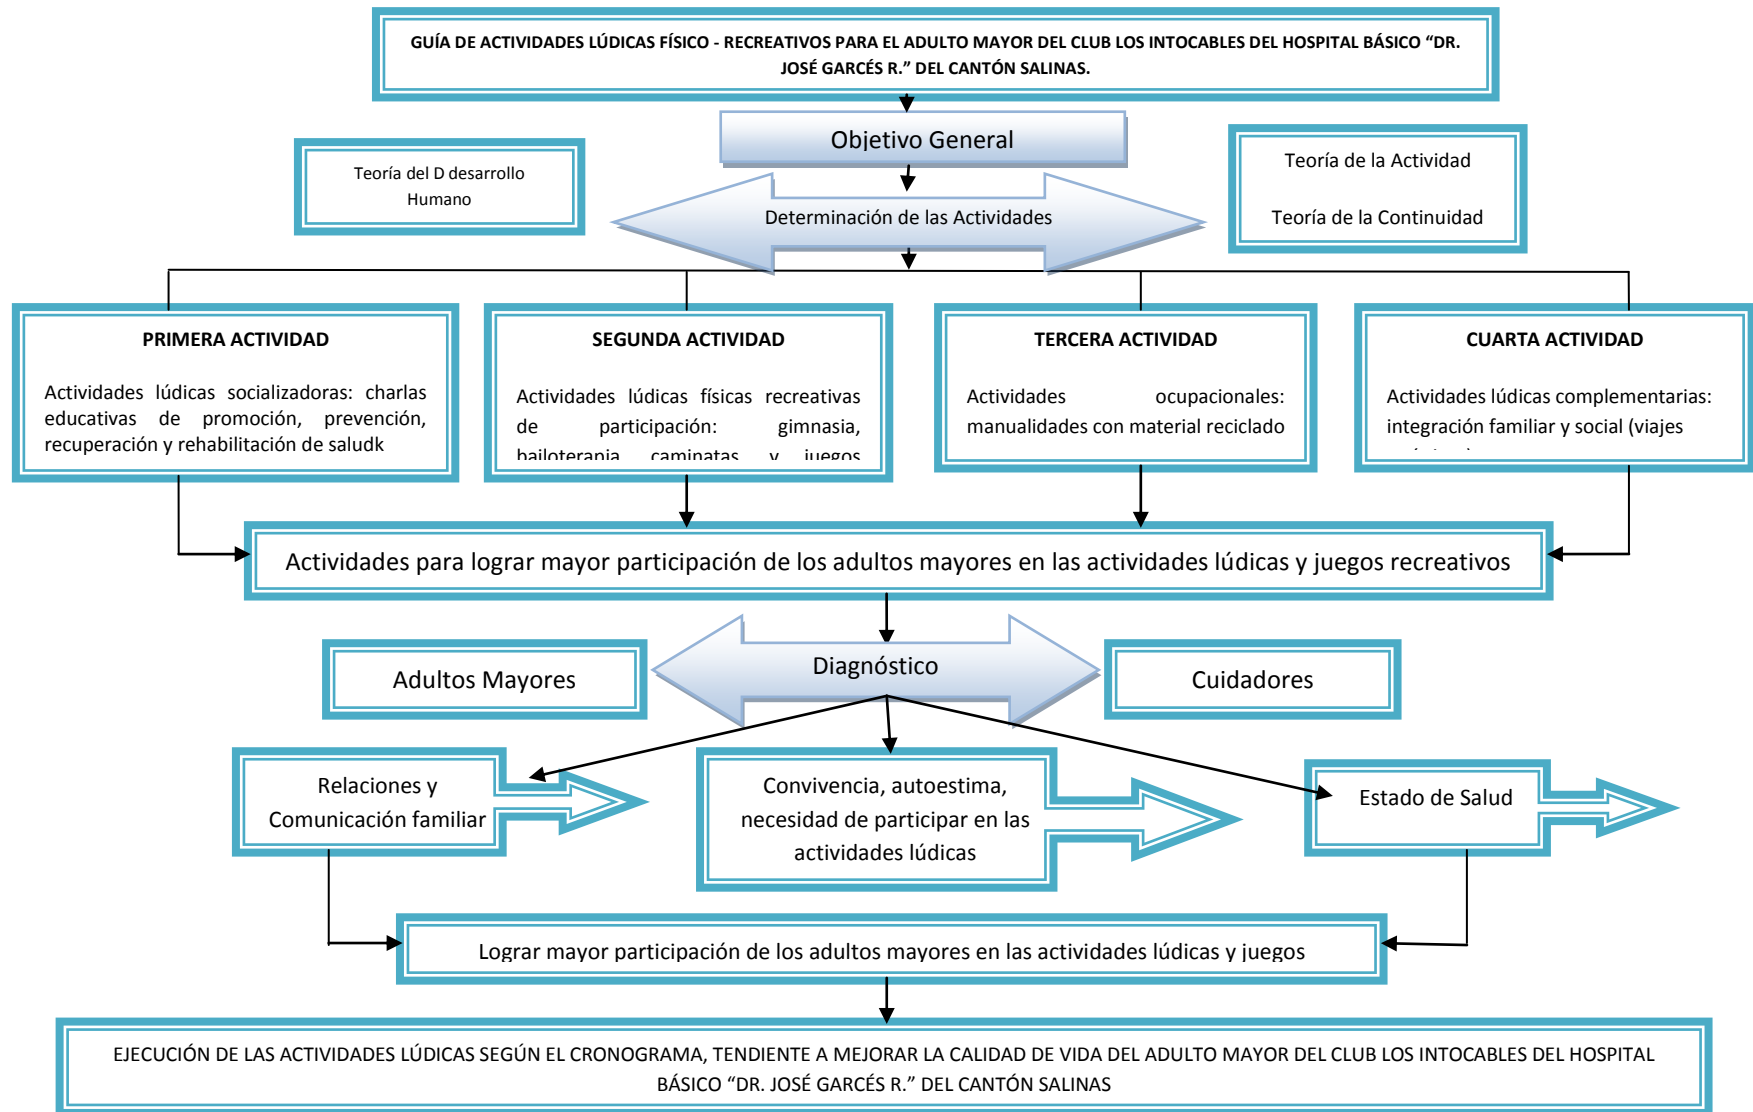 GUÍA DE ACTIVIDADES LÚDICAS FÍSICO - RECREATIVOS PARA EL ADULTO MAYOR DEL CLUB LOS INTOCABLES DEL HOSPITAL BÁSICO “DR.
JOSÉ GARCÉS R.” DEL CANTÓN SALINAS.
Objetivo General
Teoría del D desarrollo
Humano
Determinación de las Actividades
Teoría de la Actividad
Teoría de la Continuidad
PRIMERA ACTIVIDAD
Actividades lúdicas socializadoras: charlas
educativas de promoción, prevención,
recuperación y rehabilitación de saludk
SEGUNDA ACTIVIDAD
Actividades lúdicas físicas recreativas
de participación: gimnasia,
bailoterapia, caminatas y juegos
TERCERA ACTIVIDAD
Actividades ocupacionales:
manualidades con material reciclado
CUARTA ACTIVIDAD
Actividades lúdicas complementarias:
integración familiar y social (viajes
Actividades para lograr mayor participación de los adultos mayores en las actividades lúdicas y juegos recreativos
Adultos Mayores
Diagnóstico
Cuidadores
Relaciones y
Comunicación familiar
Convivencia, autoestima,
necesidad de participar en las
actividades lúdicas
Estado de Salud
Lograr mayor participación de los adultos mayores en las actividades lúdicas y juegos
EJECUCIÓN DE LAS ACTIVIDADES LÚDICAS SEGÚN EL CRONOGRAMA, TENDIENTE A MEJORAR LA CALIDAD DE VIDA DEL ADULTO MAYOR DEL CLUB LOS INTOCABLES DEL HOSPITAL
BÁSICO “DR. JOSÉ GARCÉS R.” DEL CANTÓN SALINAS